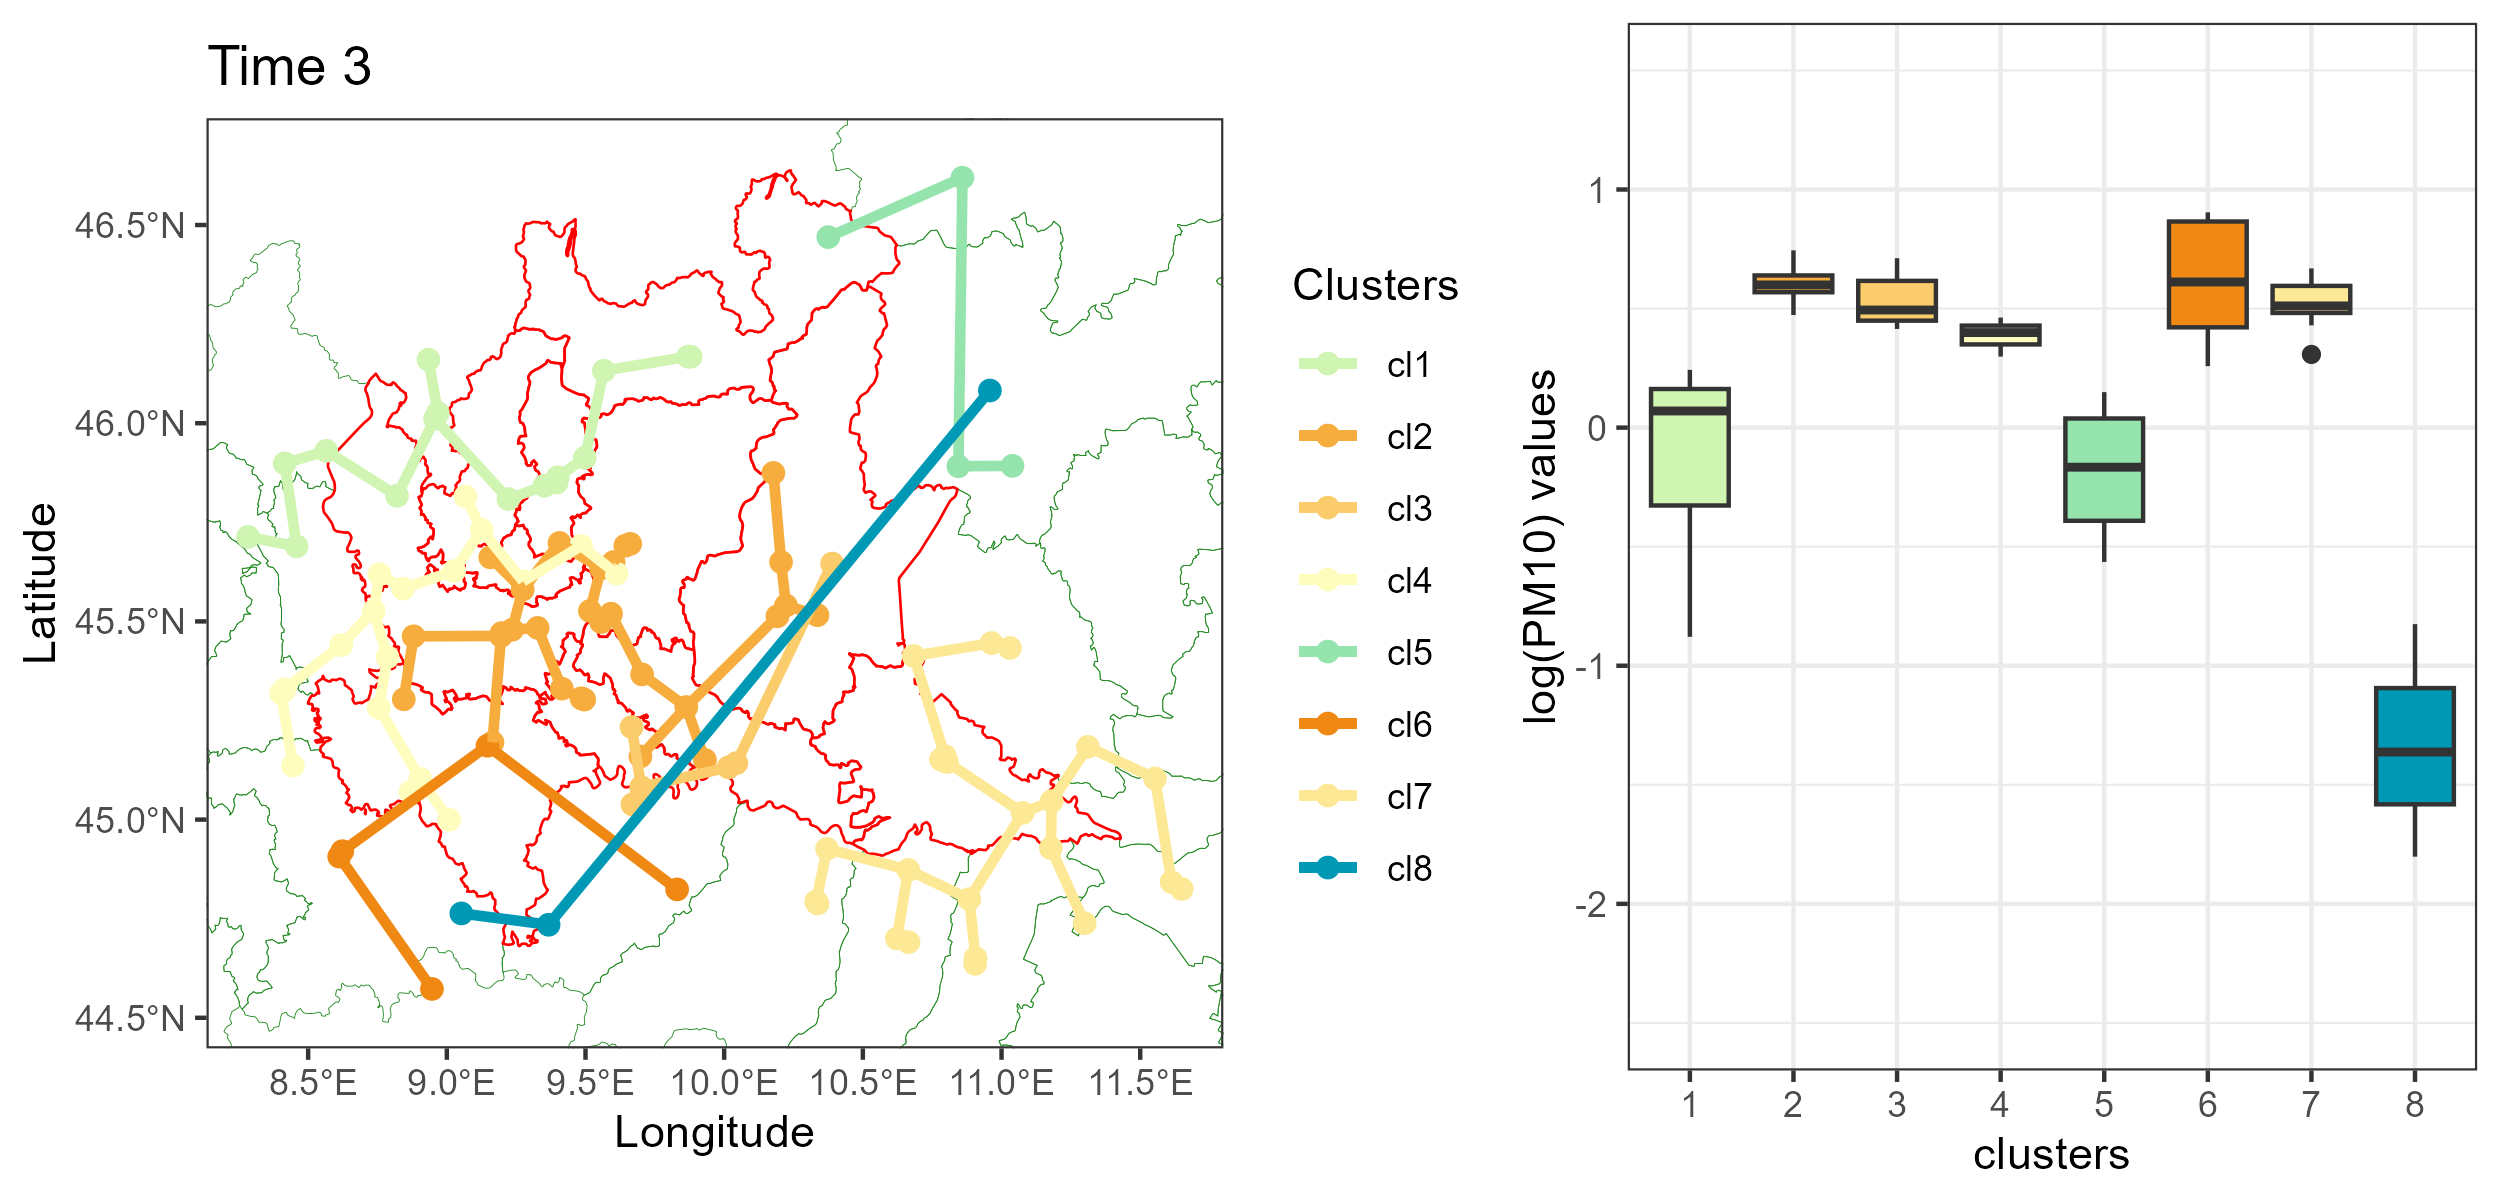 Time 3
46.5°N
46.0°N
45.5°N
45.0°N
44.5°N
Latitude
8.5°E 9.0°E 9.5°E 10.0°E 10.5°E 11.0°E 11.5°E
Longitude
Clusters
cl1
cl2
cl3
cl4
cl5
cl6
cl7
cl8
1
0
-1
-2
log(PM10) values
1 2 3 4 5 6 7 8
clusters